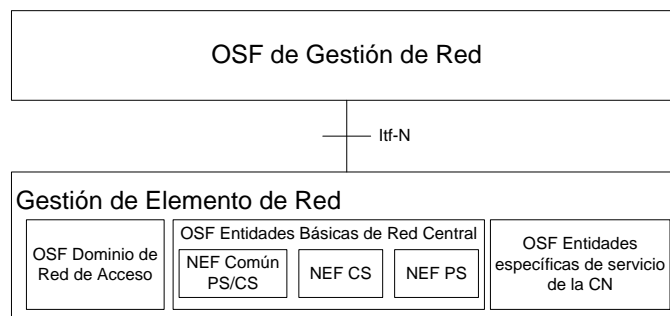 OSF de Gestión de Red
Itf-N
Gestión de Elemento de Red
OSF Dominio de
Red de Acceso
OSF Entidades Básicas de Red Central
NEF Común
PS/CS
NEF CS
NEF PS
OSF Entidades
específicas de servicio
de la CN